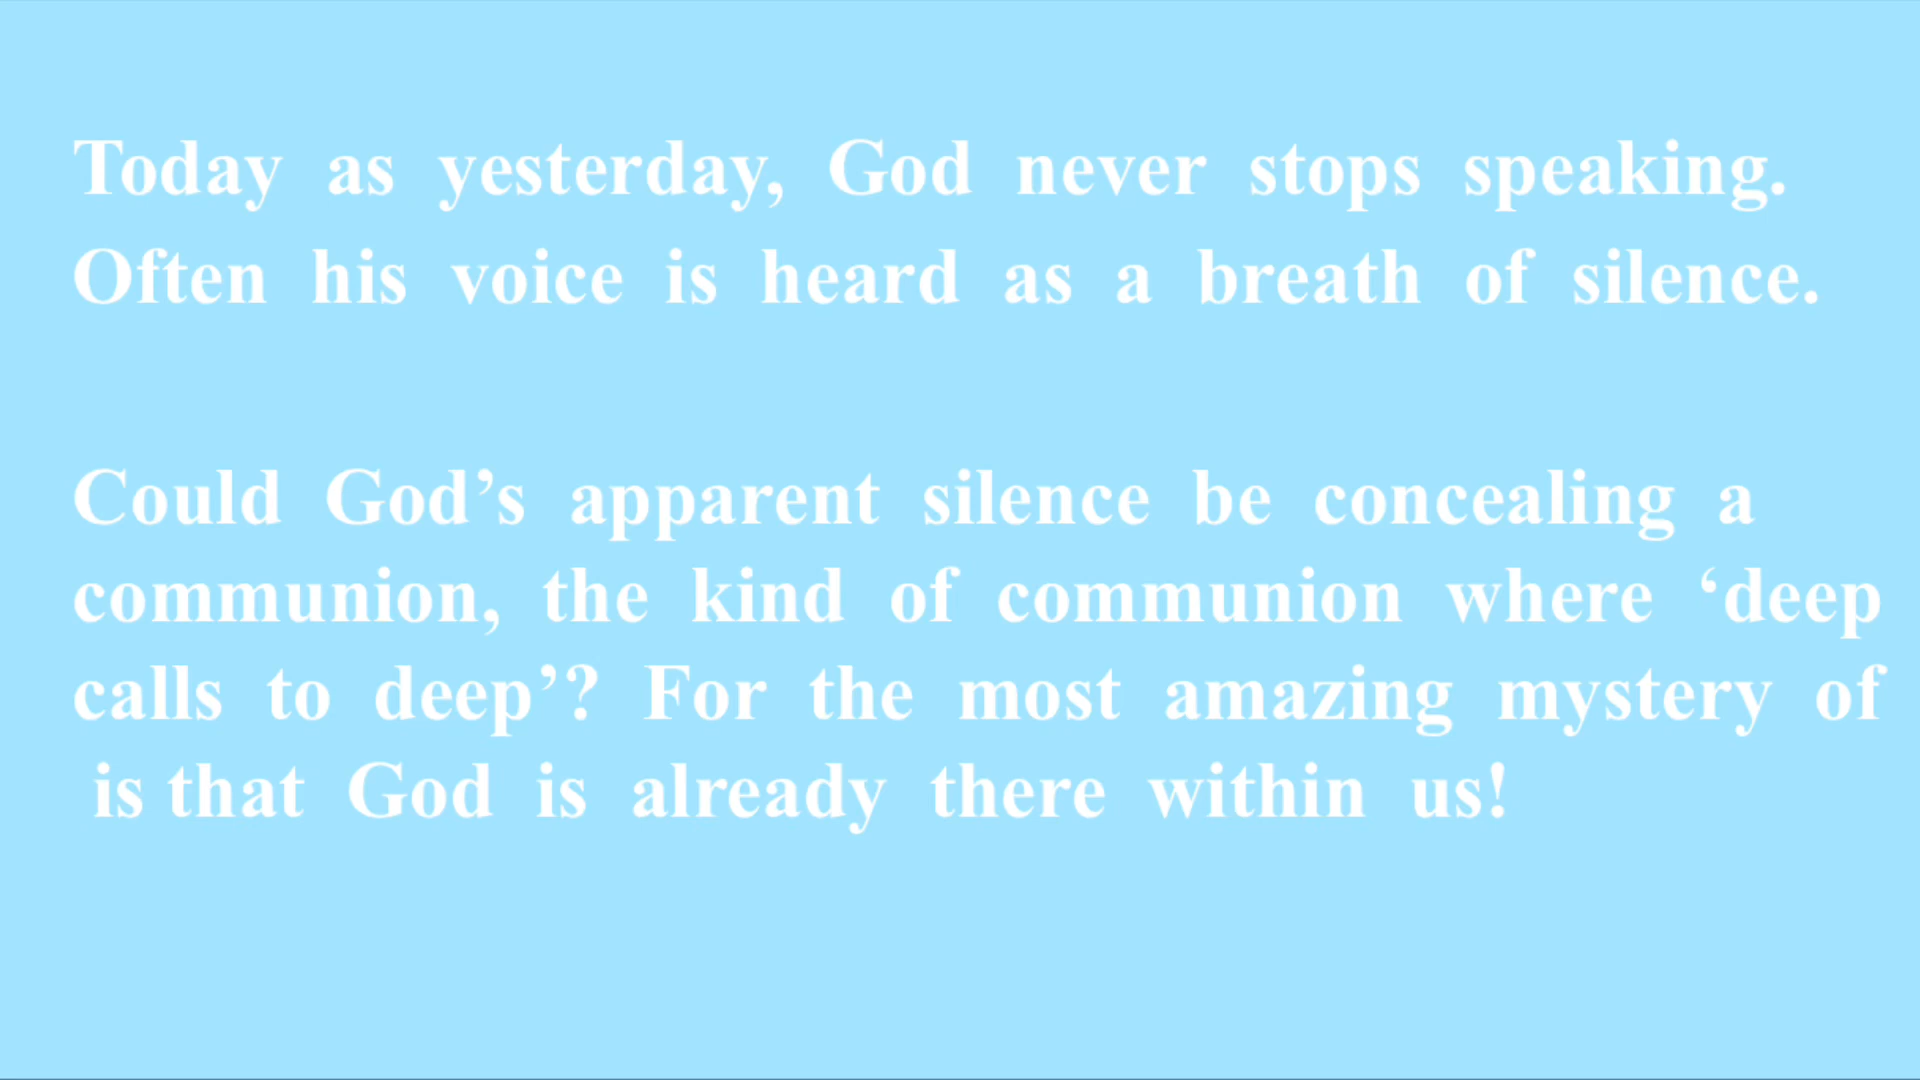 Today as yesterday, God never stops speaking.
Often his voice is heard as a breath of silence.
Could God’s apparent silence be concealing a
communion, the kind of communion where ‘deep
calls to deep’? For the most amazing mystery of
is that God is already there within us!